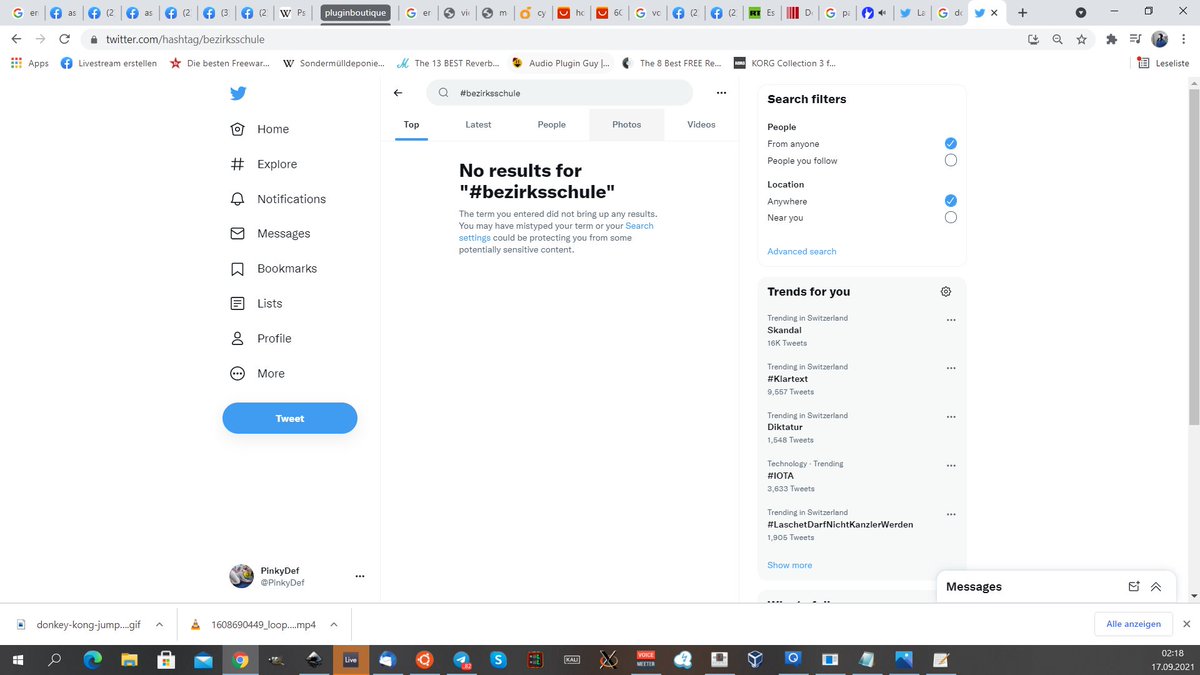 er
as
(2
as
(2
(3
(2
Ps
pluginboutique
er
vi
m
cy
ho
6
vo
(2
(2
Es
D
pa
La
do
twitter.com/hashtag/bezirksschule
Apps
Livestream erstellen
Die besten Freewar...
Sondermülldeponie...
The 13 BEST Reverb...
Audio Plugin Guy |...
The 8 Best FREE Re...
KORG Collection 3 f...
Leseliste
#bezirksschule
Home
Explore
Notifications
Messages
Bookmarks
Lists
Profile
More
Tweet
PinkyDef
@PinkyDef
Top
Latest
People
Photos
Videos
No results for
"#bezirksschule"
The term you entered did not bring up any results.
You may have mistyped your term or your Search
settings could be protecting you from some
potentially sensitive content.
Search filters
People
From anyone
People you follow
Location
Anywhere
Near you
Advanced search
Trends for you
Trending in Switzerland
Skandal
16K Tweets
Trending in Switzerland
#Klartext
9,557 Tweets
Trending in Switzerland
Diktatur
1,548 Tweets
Technology · Trending
#IOTA
3,633 Tweets
Trending in Switzerland
#LaschetDarfNichtKanzlerWerden
1,905 Tweets
Show more
Messages
donkey-kong-jump....gif
1608690449_loop....mp4
Alle anzeigen
Live
KALI
VOICE
MEETER
02:18
17.09.2021